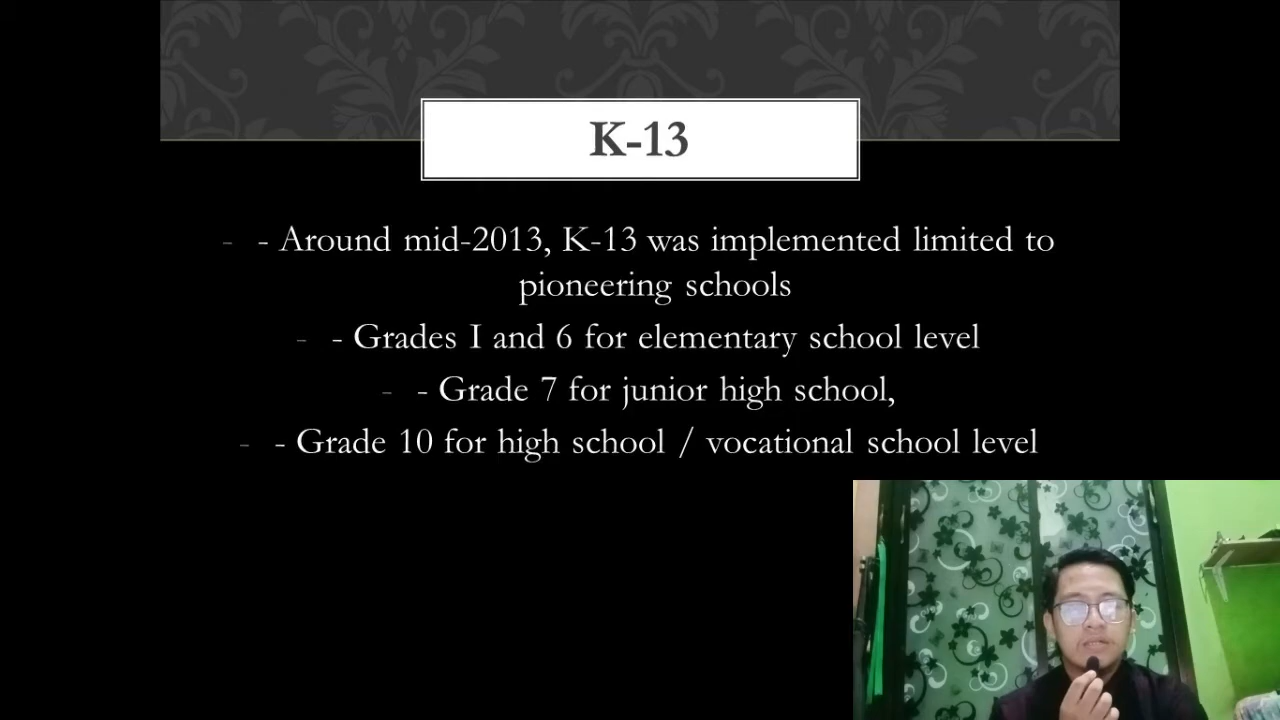 K-13
- - Around mid-2013, K-13 was implemented limited to
pioneering schools
- - Grades I and 6 for elementary school level
- - Grade 7 for junior high school,
- - Grade 10 for high school / vocational school level